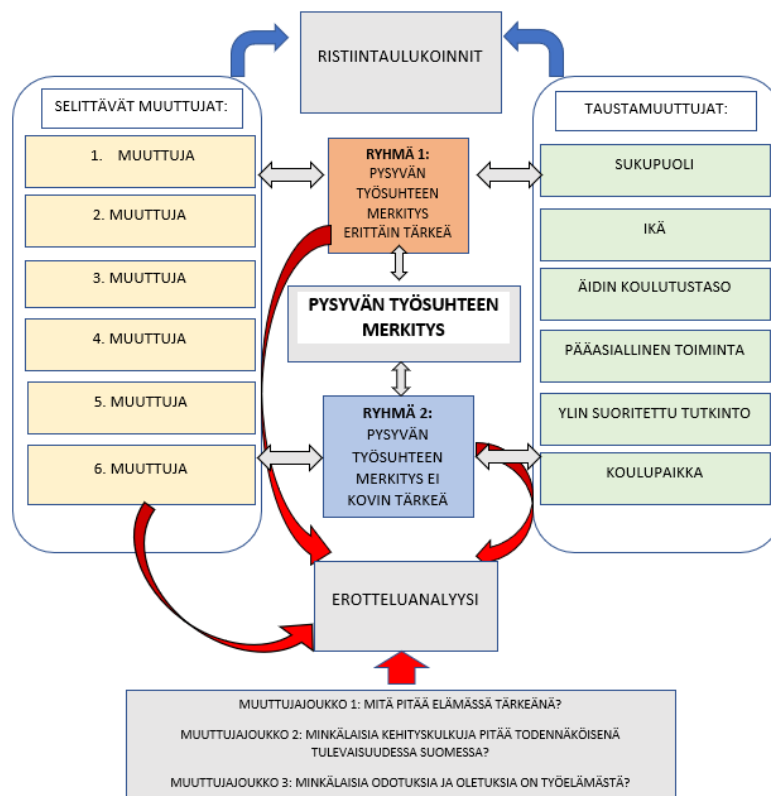 RISTIINTAULUKOINNIT
SELITTÄVÄT MUUTTUJAT:
1. MUUTTUJA
2. MUUTTUJA
3. MUUTTUJA
4. MUUTTUJA
5. MUUTTUJA
6. MUUTTUJA
RYHMÄ 1:
PYSYVÄN
TYÖSUHTEEN
MERKITYS
ERITTÄIN TÄRKEÄ
PYSYVÄN TYÖSUHTEEN
MERKITYS
RYHMÄ 2:
PYSYVÄN
TYÖSUHTEEN
MERKITYS EI
KOVIN TÄRKEÄ
TAUSTAMUUTTUJAT:
SUKUPUOLI
IKÄ
ÄIDIN KOULUTUSTASO
PÄÄASIALLINEN TOIMINTA
YLIN SUORITETTU TUTKINTO
KOULUPAIKKA
EROTTELUANALYYSI
MUUTTUJAJOUKKO 1: MITÄ PITÄÄ ELÄMÄSSÄ TÄRKEÄNÄ?
MUUTTUJAJOUKKO 2: MINKÄLAISIA KEHITYSKULKUJA PITÄÄ TODENNÄKÖISENÄ
TULEVAISUUDESSA SUOMESSA?
MUUTTUJAJOUKKO 3: MINKÄLAISIA ODOTUKSIA JA OLETUKSIA ON TYÖELÄMÄSTÄ?